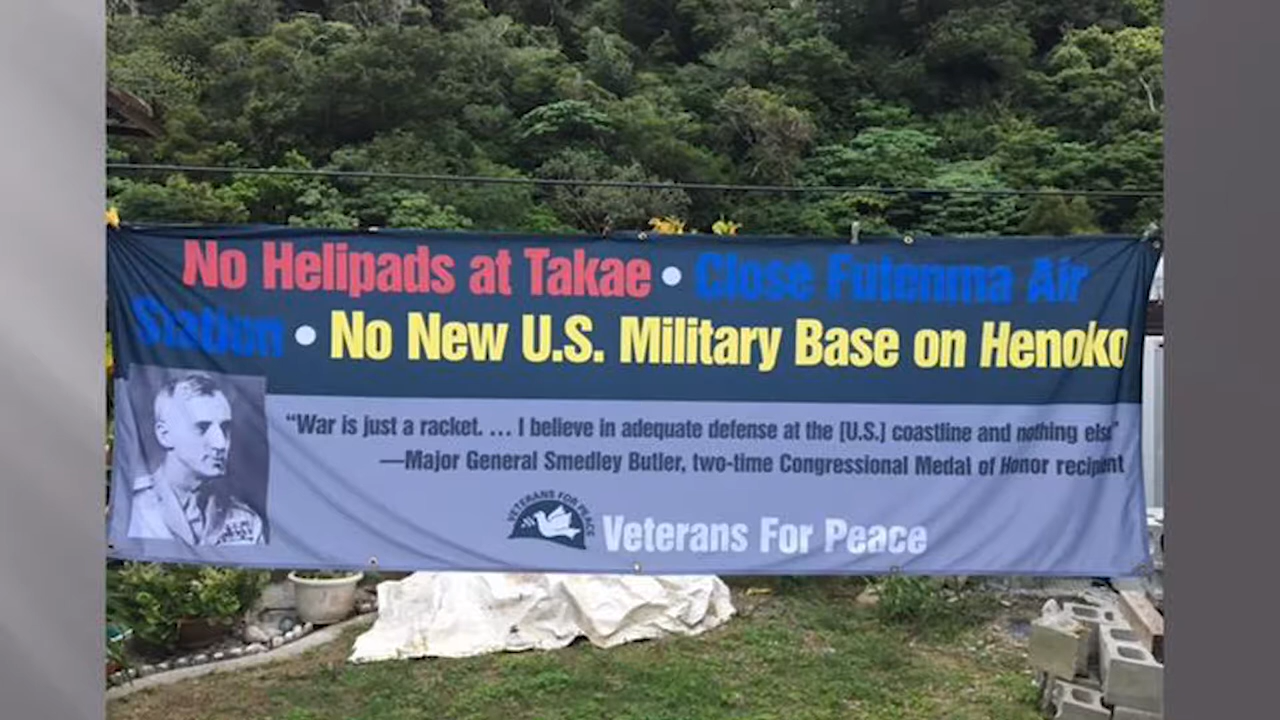 No Helipads at Takae • Close Futenma Air
Station • No New U.S. Military Base on Henoko
“War is just a racket. … I believe in adequate defense at the [U.S.] coastline and nothing else”
—Major General Smedley Butler, two-time Congressional Medal of Honor recipient
VETERANS FOR PEACE
Veterans For Peace